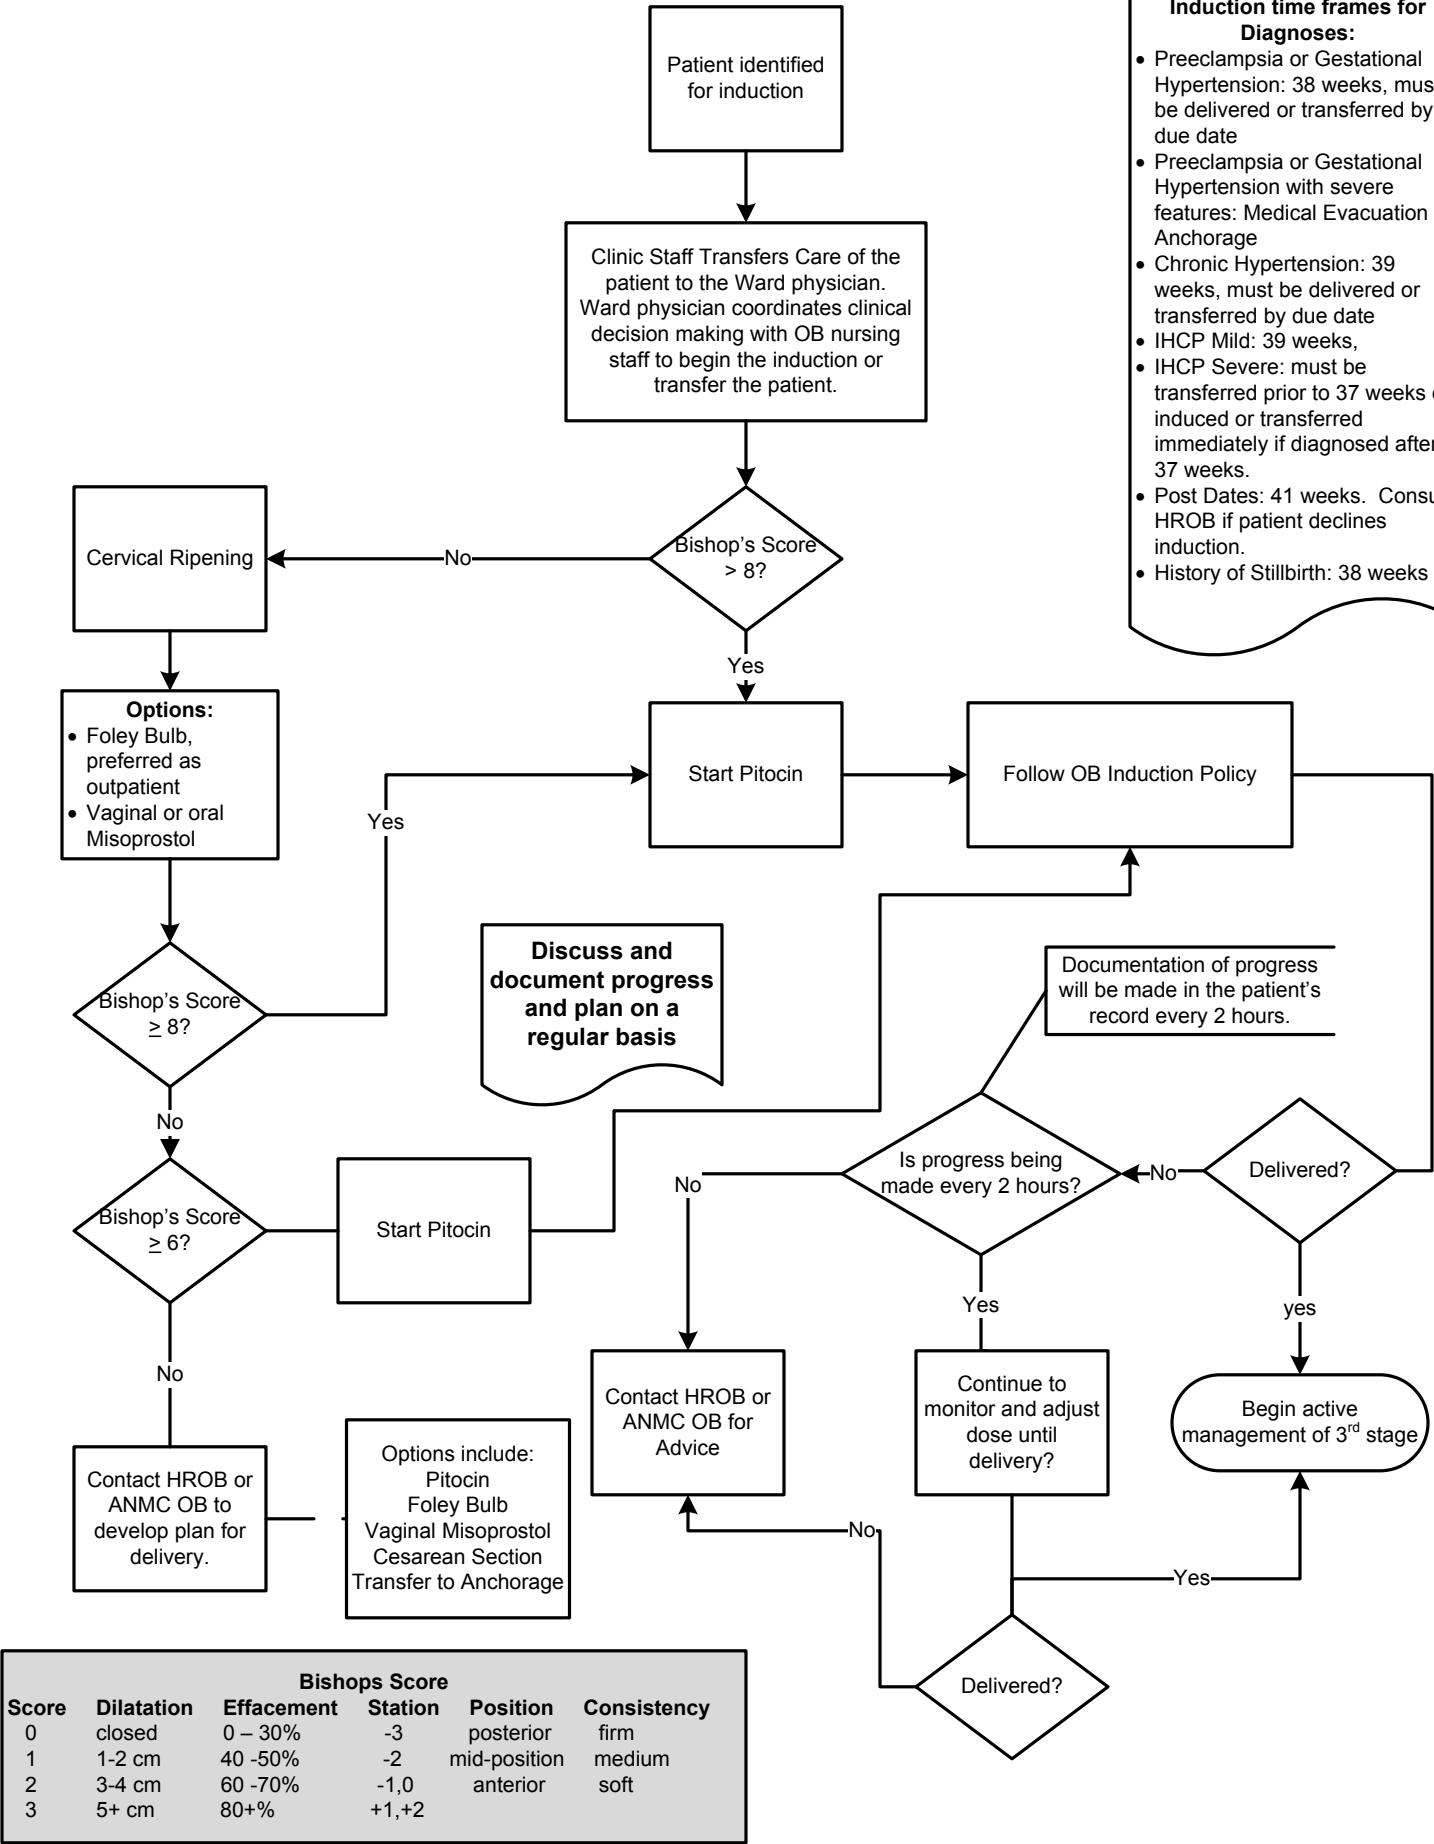 Patient identified
for induction
Induction time frames for
Diagnoses:
• Preeclampsia or Gestational
Hypertension: 38 weeks,
be delivered or transferred by
due date
• Preeclampsia or Gestational
Hypertension with severe
features: Medical Evacuation
Anchorage
• Chronic Hypertension: 39
weeks, must be delivered or
transferred by due date
• IHCP Mild: 39 weeks,
• IHCP Severe: must be
transferred prior to 37 weeks
induced or transferred
immediately if diagnosed after
37 weeks.
• Post Dates: 41 weeks.
HROB if patient declines
induction.
• History of Stillbirth: 38 weeks
Clinic Staff Transfers Care of the
patient to the Ward physician.
Ward physician coordinates clinical
decision making with OB nursing
staff to begin the induction or
transfer the patient.
Bishop's Score
> 8?
No
Cervical Ripening
Yes
Options:
• Foley Bulb,
preferred as
outpatient
• Vaginal or oral
Misoprostol
Start Pitocin
Follow OB Induction Policy
Yes
Bishop's Score
≥ 8?
Discuss and
document progress
and plan on a
regular basis
Documentation of progress
will be made in the patient's
record every 2 hours.
No
Bishop's Score
≥ 6?
Start Pitocin
Is progress being
made every 2 hours?
No
Delivered?
No
Yes
yes
No
Contact HROB or
ANMC OB to
develop plan for
delivery.
Options include:
Pitocin
Foley Bulb
Vaginal Misoprostol
Cesarean Section
Transfer to Anchorage
Contact HROB or
ANMC OB for
Advice
Continue to
monitor and adjust
dose until
delivery?
Begin active
management of 3rd stage
No
Yes
Delivered?
Bishops Score
Score Dilatation Effacement Station Position Consistency
0 closed 0 – 30% -3 posterior firm
1 1-2 cm 40 -50% -2 mid-position medium
2 3-4 cm 60 -70% -1,0 anterior soft
3 5+ cm 80+% +1,+2